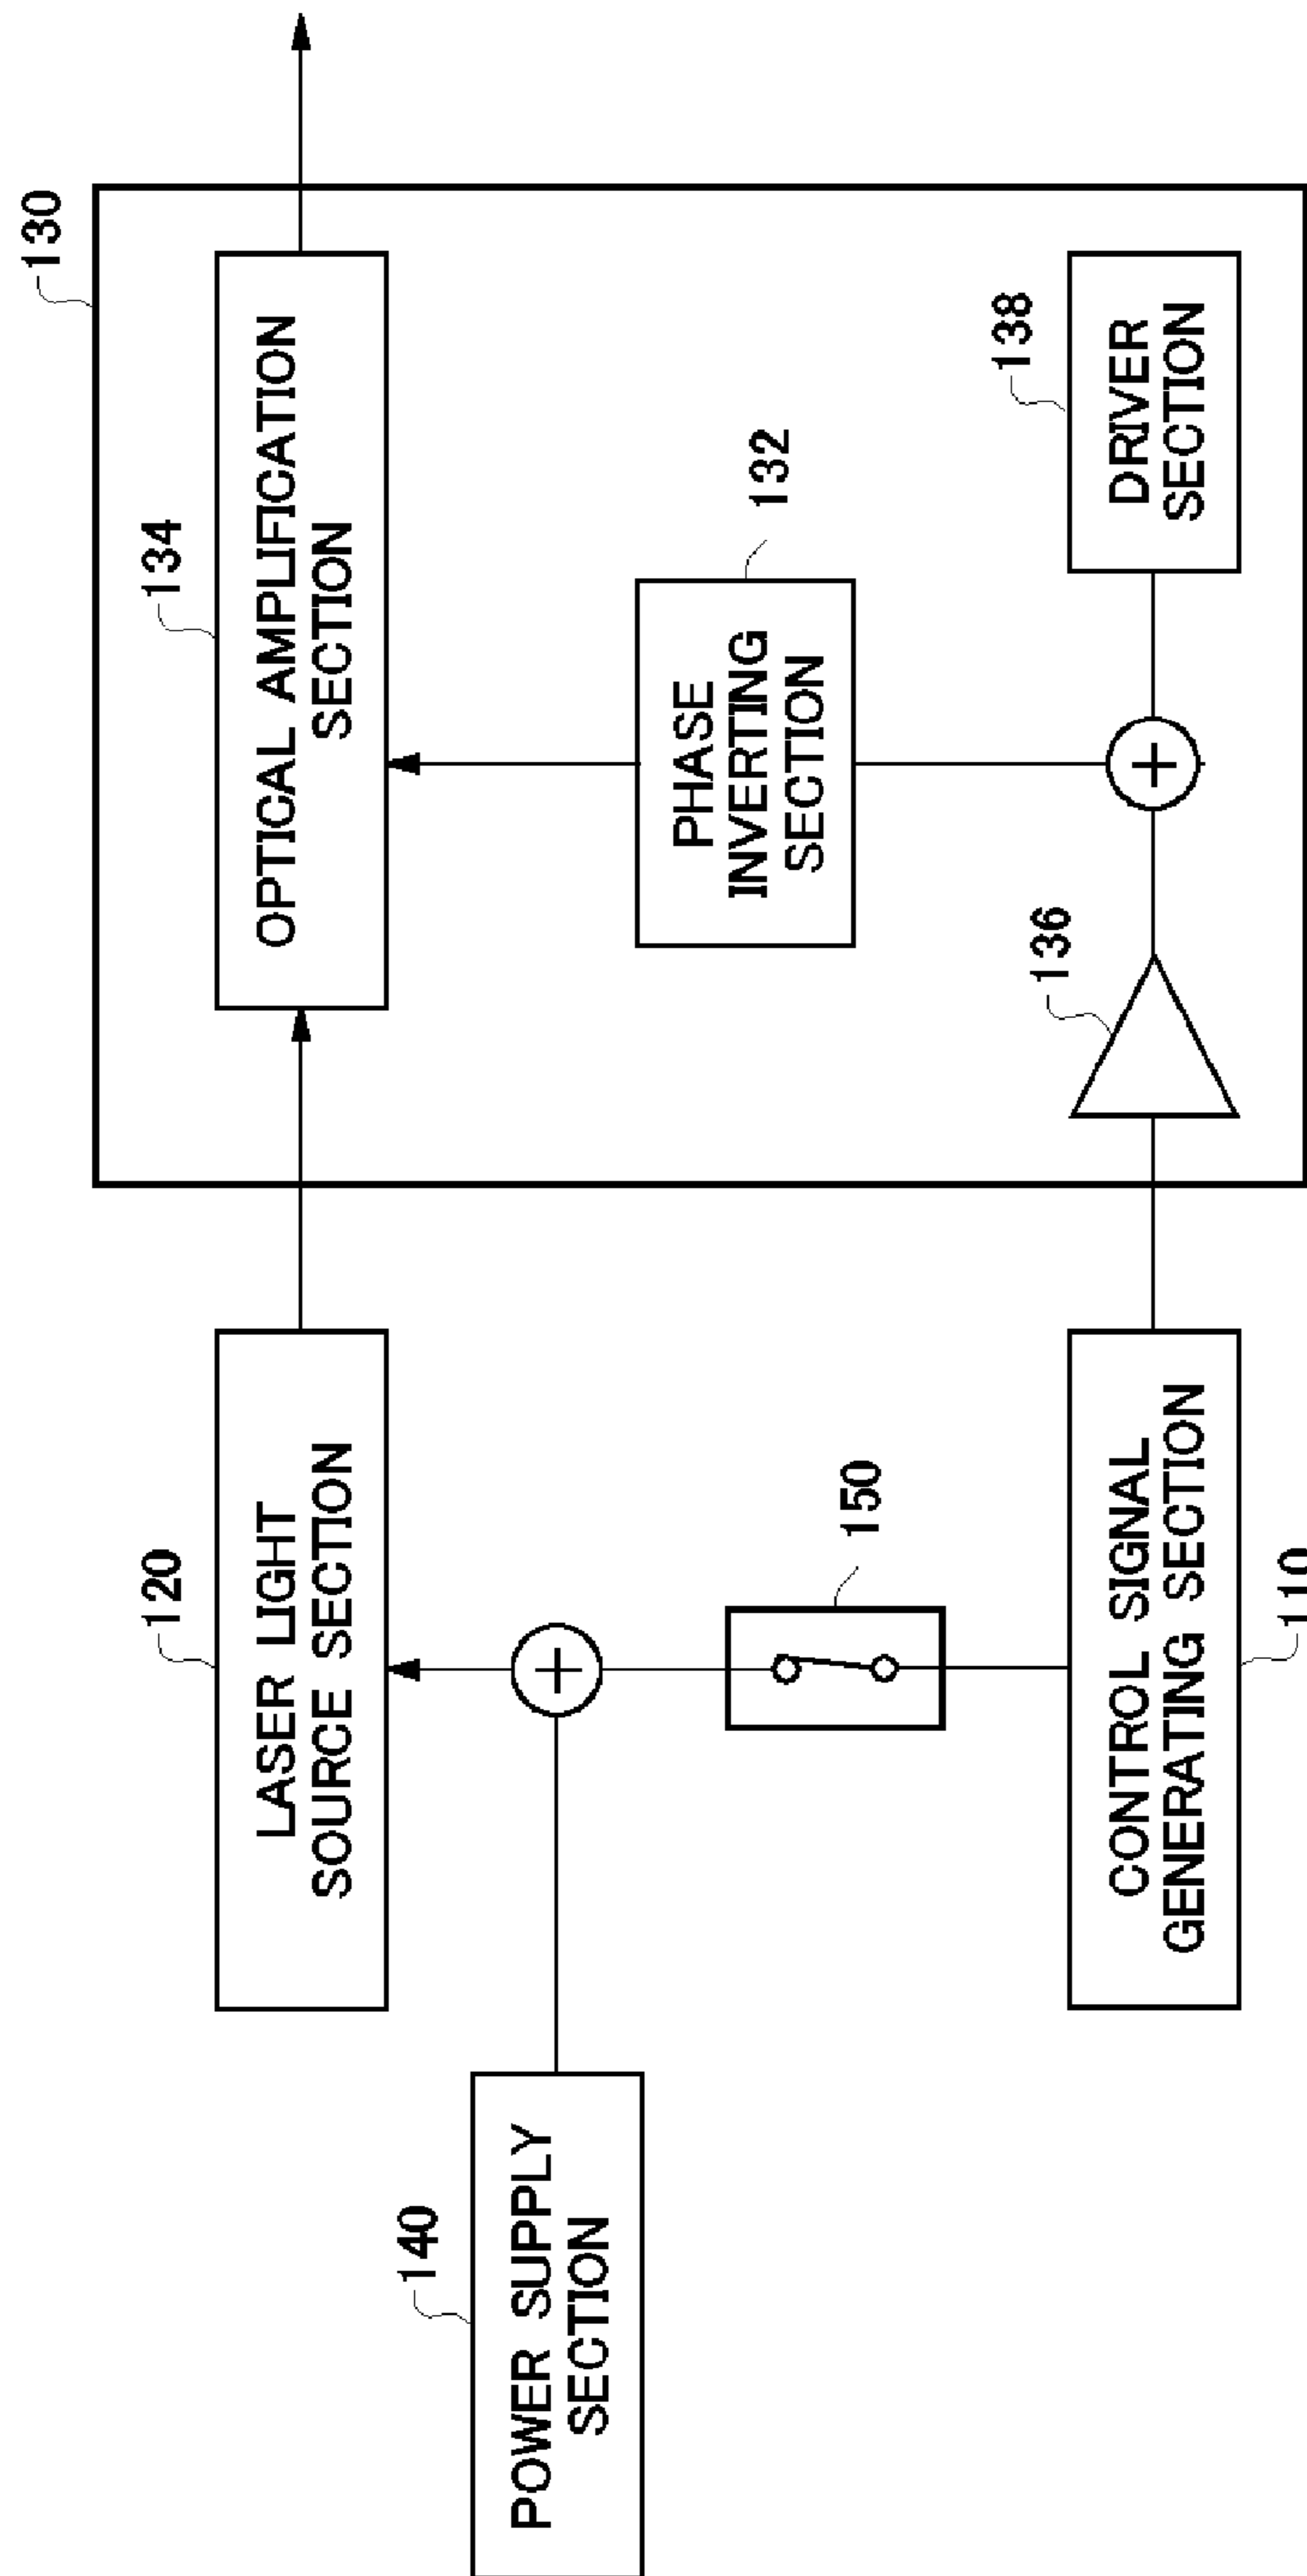 130
134
OPTICAL AMPLIFICATION
SECTION
132
PHASE
INVERTING
SECTION
138
DRIVER
SECTION
136
120
LASER LIGHT
SOURCE SECTION
150
CONTROL SIGNAL
GENERATING SECTION
110
140
POWER SUPPLY
SECTION